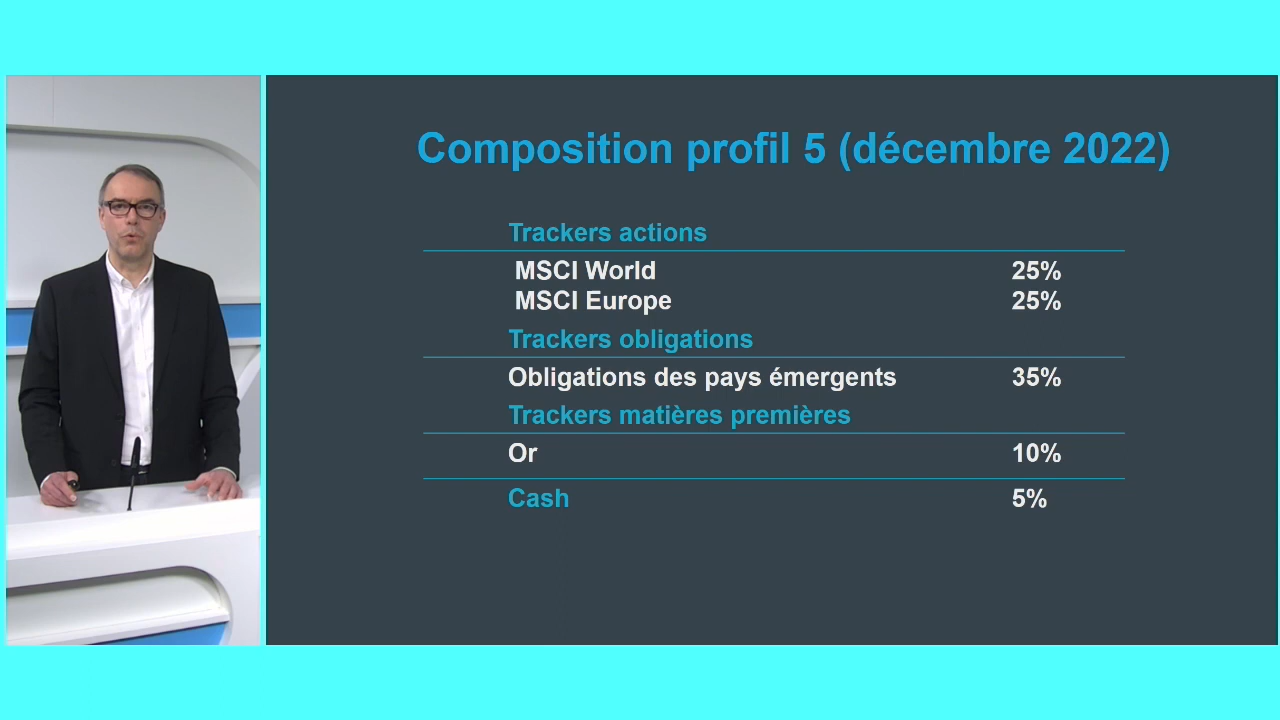 Composition profil 5 (décembre 2022)
Trackers actions
MSCI World 25%
MSCI Europe 25%
Trackers obligations
Obligations des pays émergents 35%
Trackers matières premières
Or 10%
Cash 5%